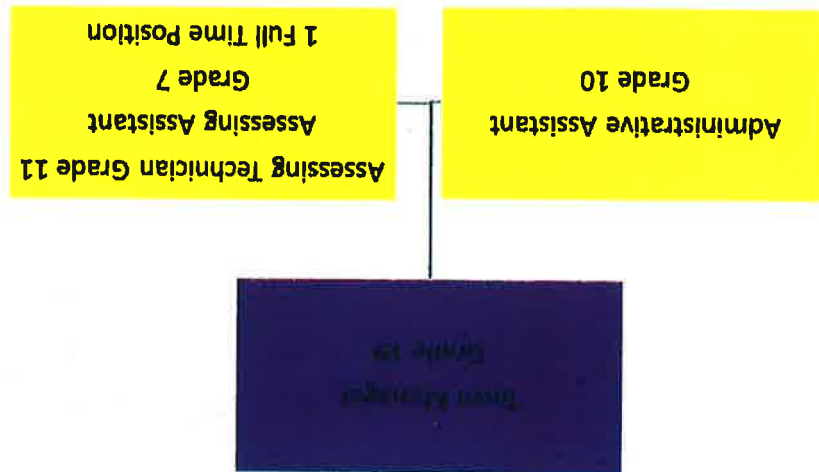 Town Manager
Grade 19
Administrative Assistant
Grade 10
Assessing Technician Grade 11
Assessing Assistant
Grade 7
1 Full Time Position